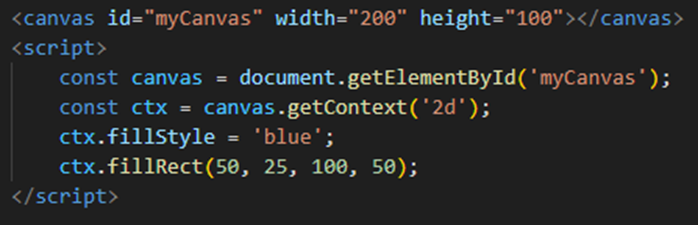 <canvas id="myCanvas" width="200" height="100"></canvas>
<script>
    const canvas = document.getElementById('myCanvas');
    const ctx = canvas.getContext('2d');
    ctx.fillStyle = 'blue';
    ctx.fillRect(50, 25, 100, 50);
</script>